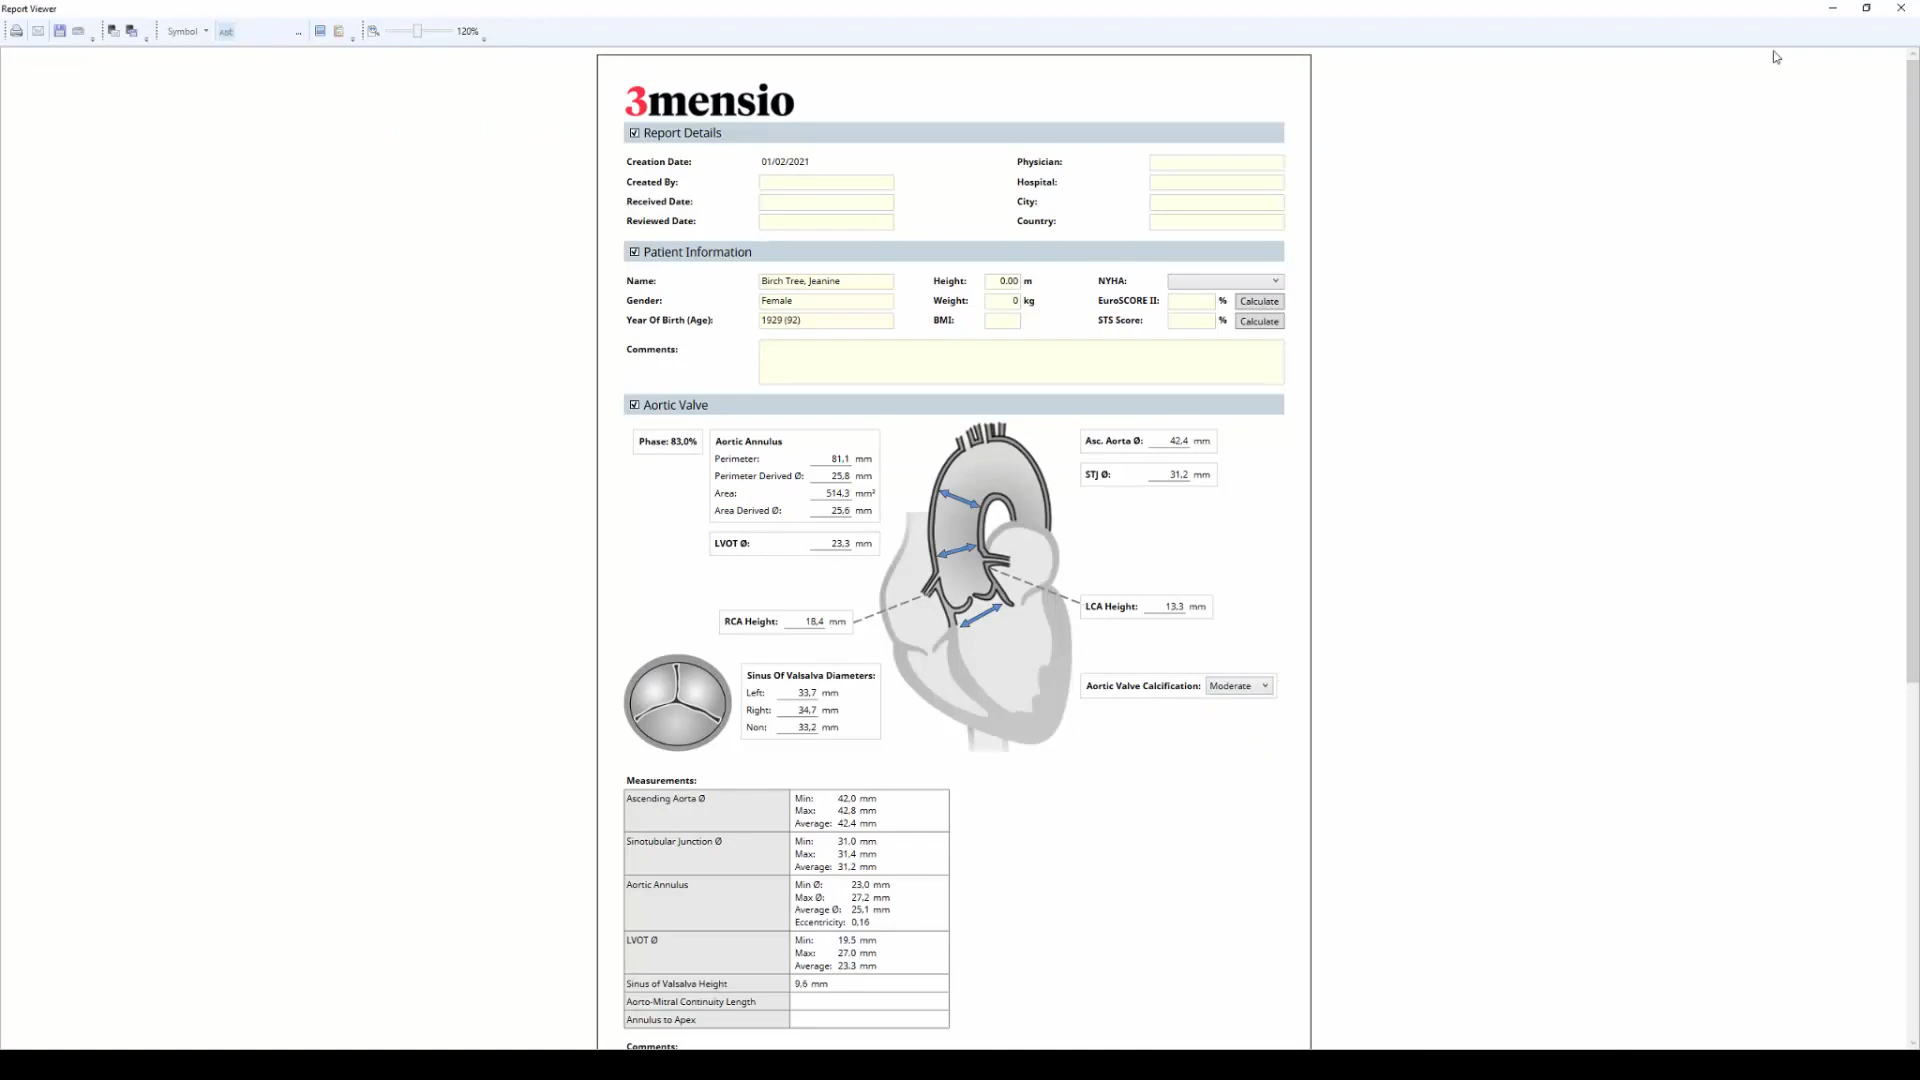 Report Viewer
Symbol Abc ... 120%
3mensio
Report Details
Creation Date: 01/02/2021 Physician:
Created By: Hospital:
Received Date: City:
Reviewed Date: Country:
Patient Information
Name: Birch Tree, Jeanine Height: 0.00 m NYHA:
Gender: Female Weight: 0 kg EuroSCORE II: % Calculate
Year Of Birth (Age): 1929 (92) BMI: STS Score: % Calculate
Comments:
Aortic Valve
Phase: 83,0%
Aortic Annulus
Perimeter: 81,1 mm
Perimeter Derived Ø: 25,8 mm
Area: 514,3 mm²
Area Derived Ø: 25,6 mm
LVOT Ø: 23,3 mm
Asc. Aorta Ø: 42,4 mm
STJ Ø: 31,2 mm
RCA Height: 18,4 mm
LCA Height: 13,3 mm
Sinus Of Valsalva Diameters:
Left: 33,7 mm
Right: 34,7 mm
Non: 33,2 mm
Aortic Valve Calcification: Moderate
Measurements:
Ascending Aorta Ø Min: 42,0 mm
Max: 42,8 mm
Average: 42,4 mm
Sinotubular Junction Ø Min: 31,0 mm
Max: 31,4 mm
Average: 31,2 mm
Aortic Annulus Min Ø: 23,0 mm
Max Ø: 27,2 mm
Average Ø: 25,1 mm
Eccentricity: 0,16
LVOT Ø Min: 19,5 mm
Max: 27,0 mm
Average: 23,3 mm
Sinus of Valsalva Height 9,6 mm
Aorto-Mitral Continuity Length
Annulus to Apex
Comments: